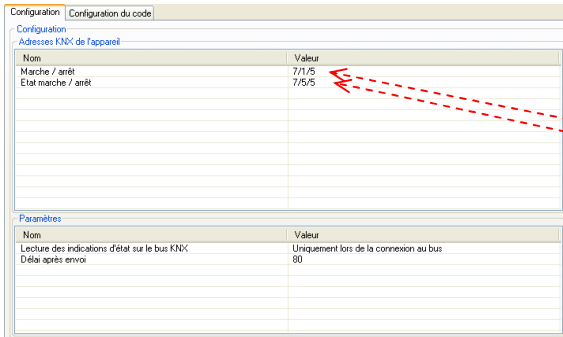 Configuration Configuration du code
Configuration
Adresses KNX de l'appareil
Nom Valeur
Marche / arrêt 7/1/5
Etat marche / arrêt 7/5/5
Paramètres
Nom Valeur
Lecture des indications d'état sur le bus KNX Uniquement lors de la connexion au bus
Délai après envoi 80